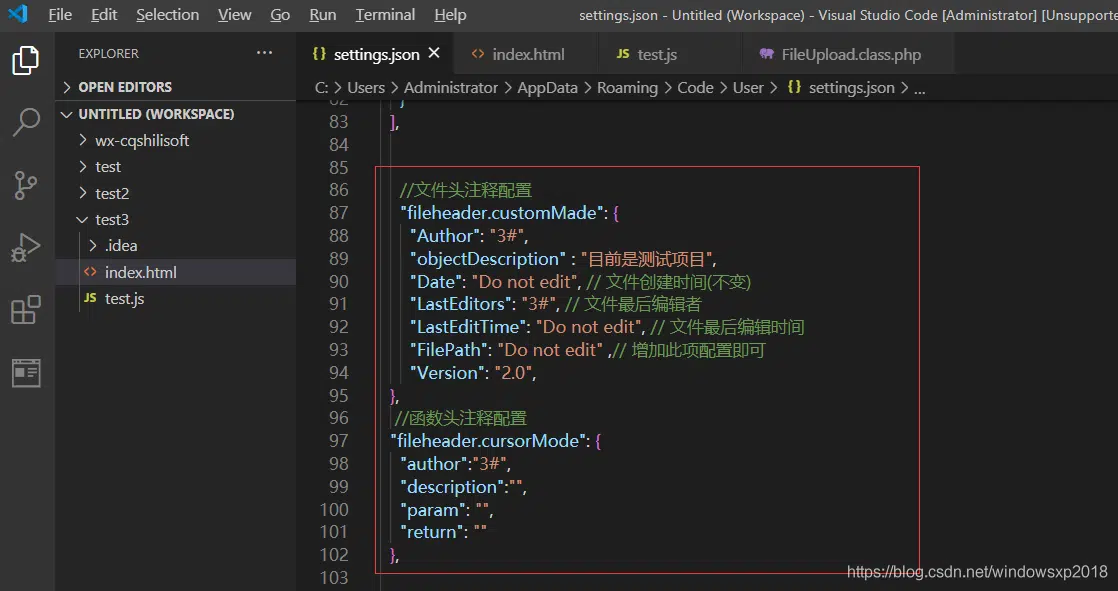 File Edit Selection View Go Run Terminal Help settings.json - Untitled (Workspace) - Visual Studio Code [Administrator] [Unsupporte
EXPLORER ...
{} settings.json × <> index.html JS test.js FileUpload.class.php
OPEN EDITORS
C: > Users > Administrator > AppData > Roaming > Code > User > {} settings.json > ...
UNTITLED (WORKSPACE)
wx-cqshilisoft
test
test2
test3
.idea
<> index.html
JS test.js
82 }
83 ],
84
85
86 //文件头注释配置
87 "fileheader.customMade": {
88 "Author": "3#",
89 "objectDescription" : "目前是测试项目",
90 "Date": "Do not edit", // 文件创建时间(不变)
91 "LastEditors": "3#", // 文件最后编辑者
92 "LastEditTime": "Do not edit", // 文件最后编辑时间
93 "FilePath": "Do not edit" ,// 增加此项配置即可
94 "Version": "2.0",
95 },
96 //函数头注释配置
97 "fileheader.cursorMode": {
98 "author":"3#",
99 "description":"",
100 "param": "",
101 "return": ""
102 },
103
https://blog.csdn.net/windowsxp2018